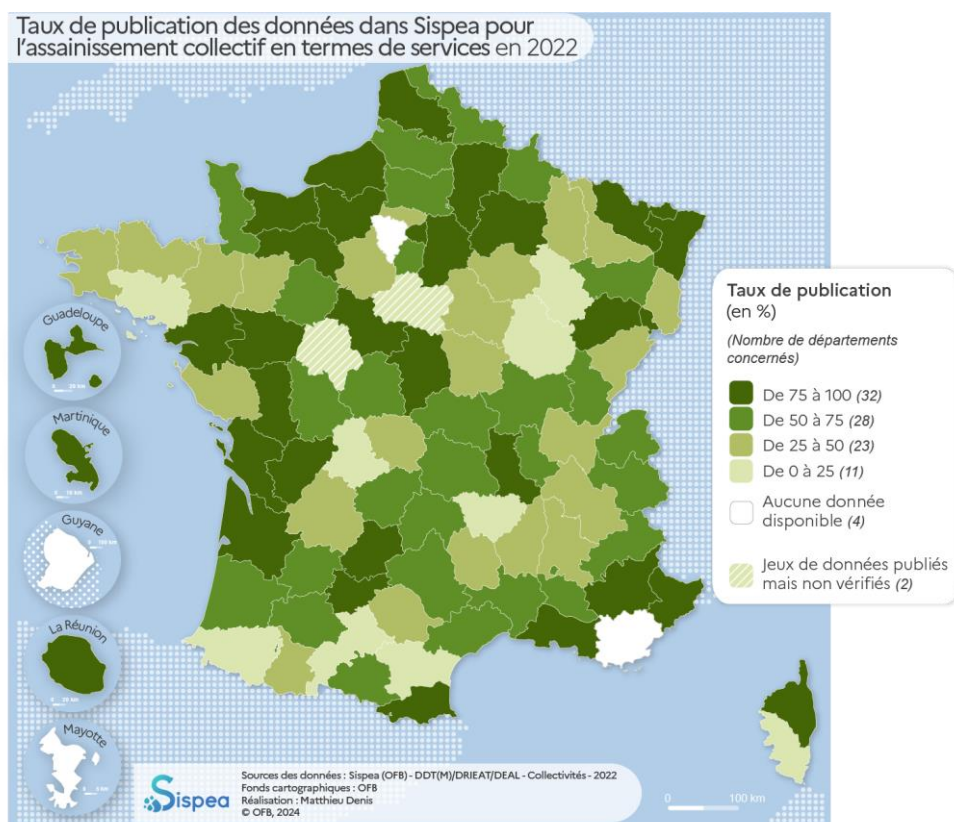 Taux de publication des données dans Sispea pour
l'assainissement collectif en termes de services en 2022
Guadeloupe
Martinique
Guyane
La Réunion
Mayotte
Taux de publication
(en %)
(Nombre de départements
concernés)
De 75 à 100 (32)
De 50 à 75 (28)
De 25 à 50 (23)
De 0 à 25 (11)
Aucune donnée
disponible (4)
Jeux de données publiés
mais non vérifiés (2)
Sispea
Sources des données : Sispea (OFB) - DDT(M)/DRIEAT/DEAL - Collectivités - 2022
Fonds cartographiques : OFB
Réalisation : Matthieu Denis
© OFB, 2024
0 100 km